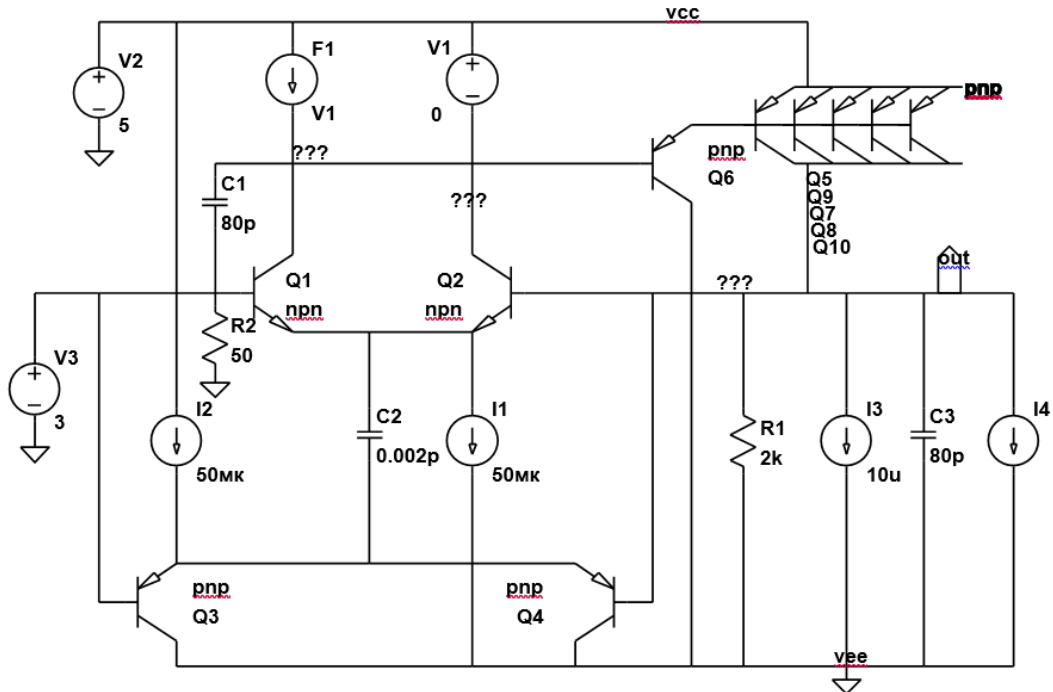 vcc
V2
5
F1
V1
V1
0
pnp
pnp
Q6
???
???
C1
80p
Q5
Q9
Q7
Q8
Q10
Q1
npn
Q2
npn
???
out
R2
50
V3
3
I2
50мк
C2
0.002p
I1
50мк
R1
2k
I3
10u
C3
80p
I4
pnp
Q3
pnp
Q4
vee